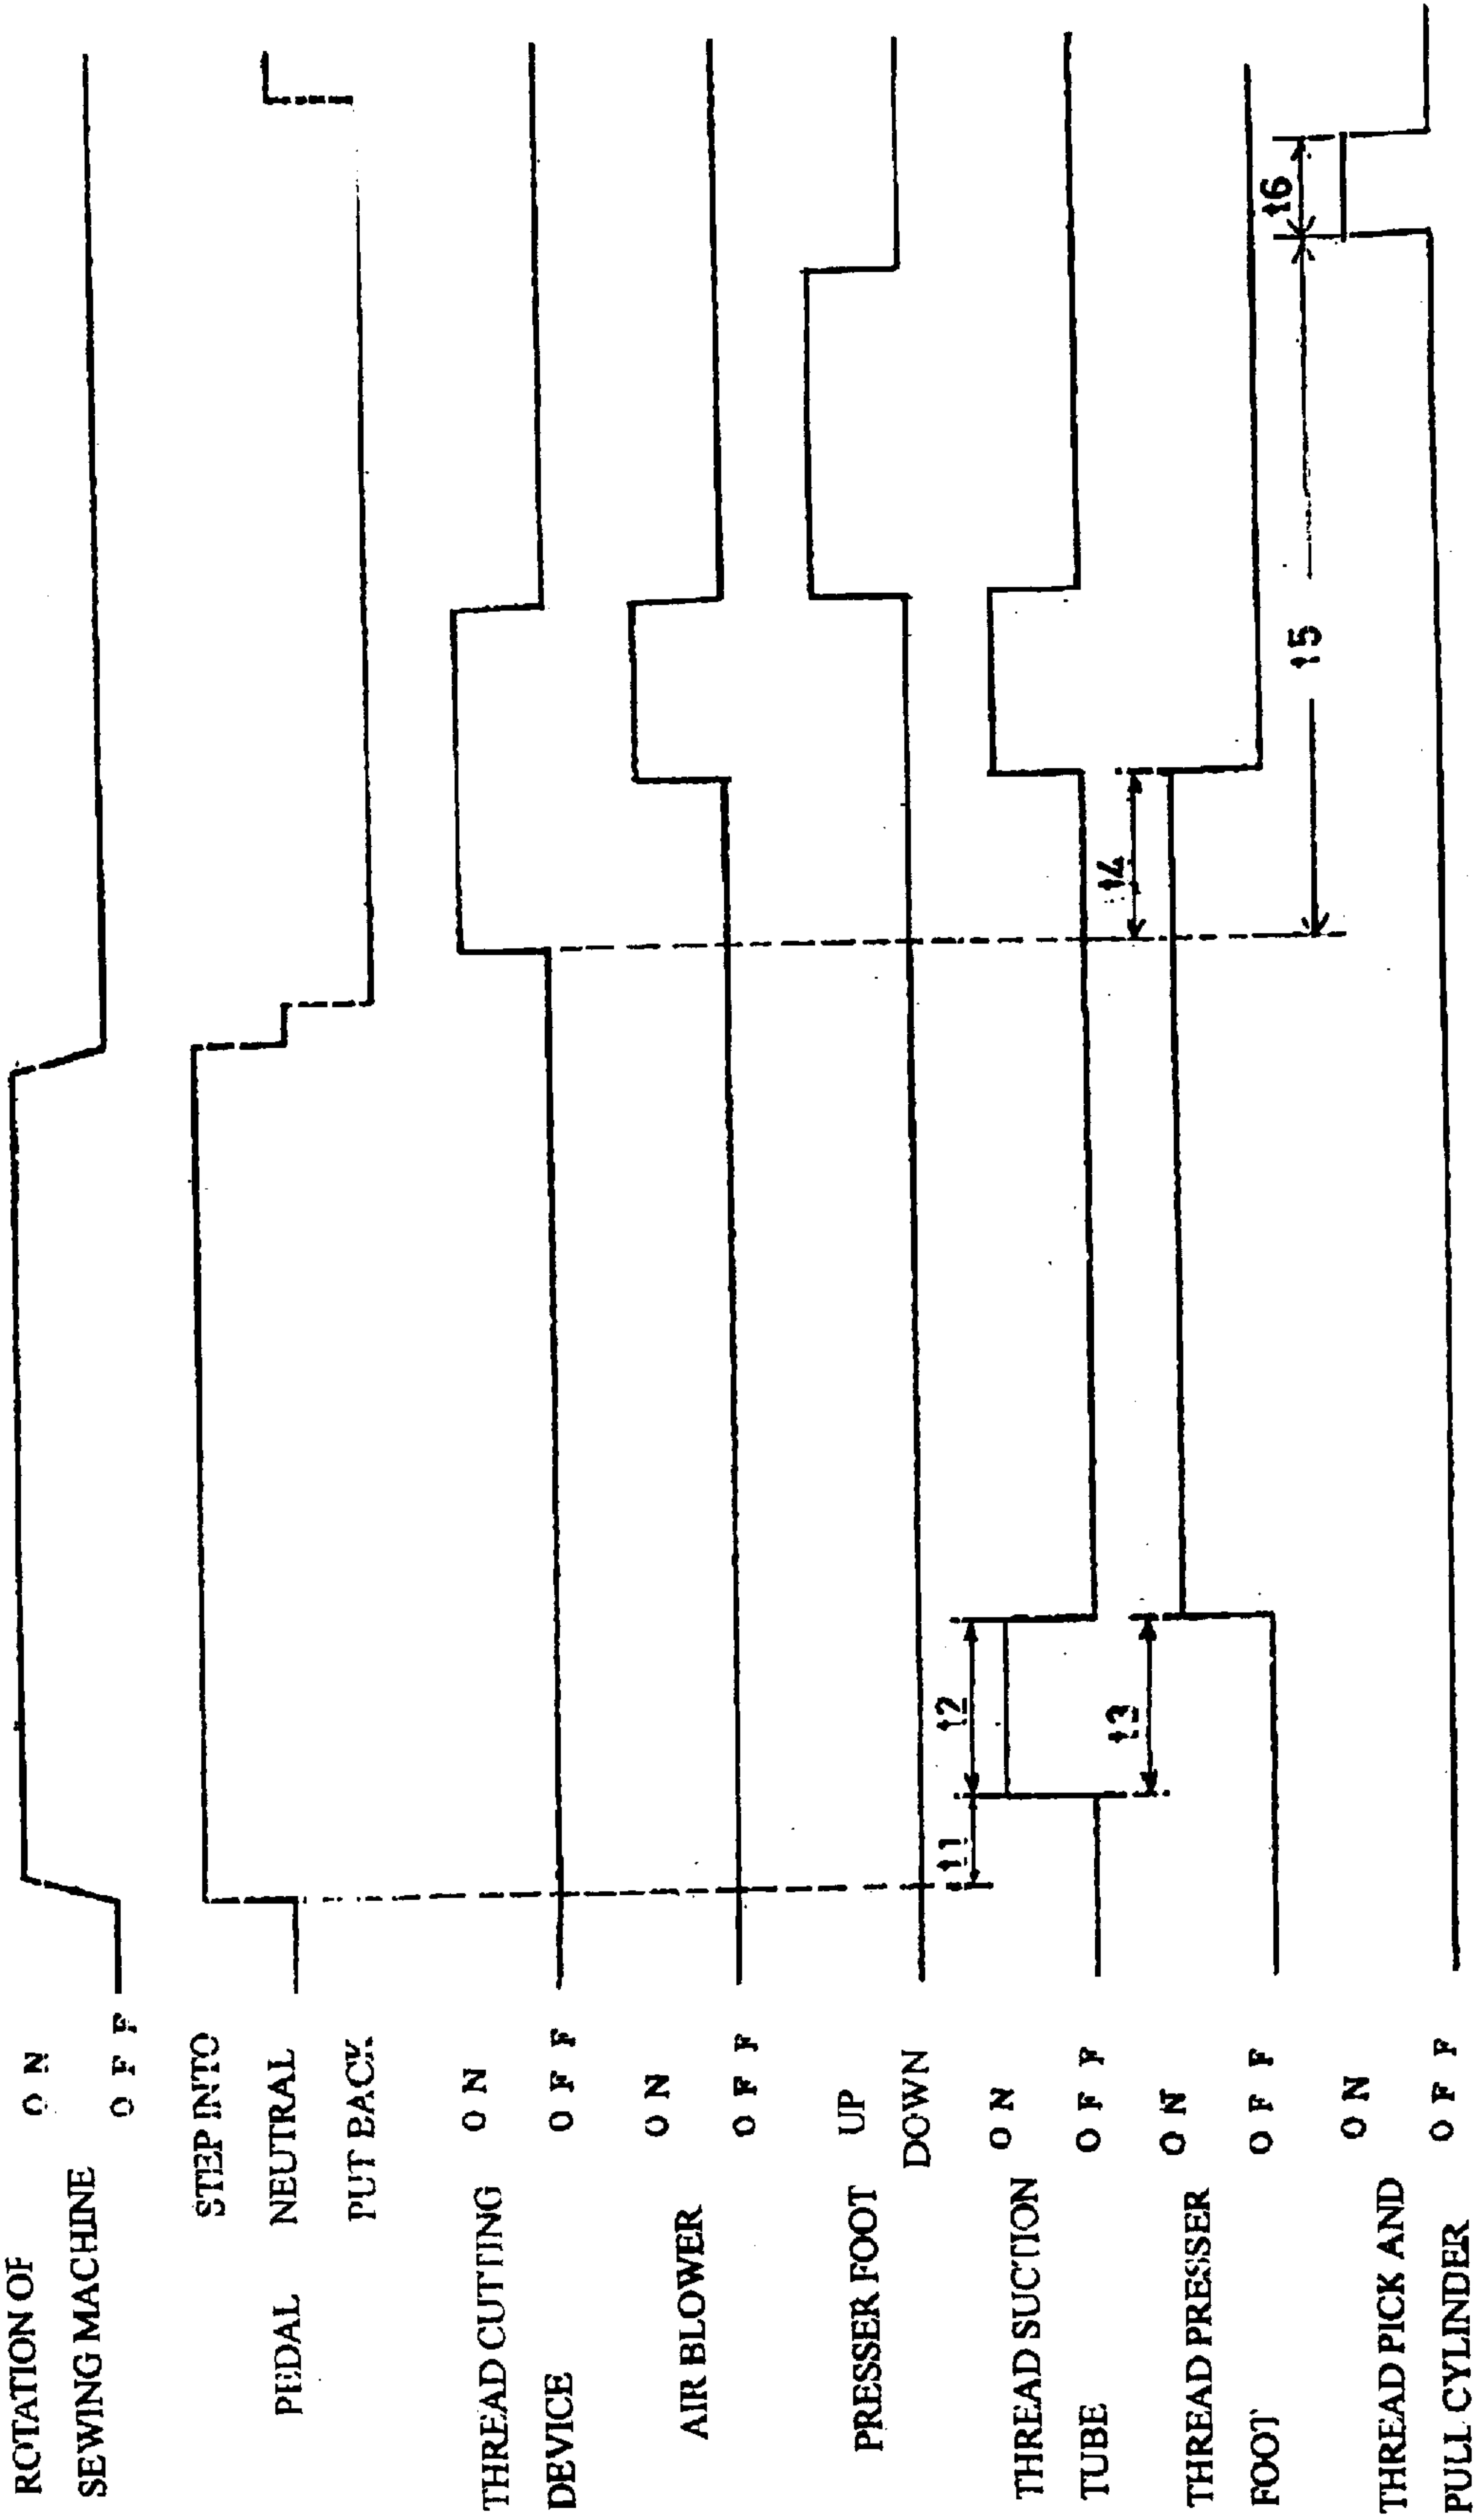 ROTATION OF
SEWING MACHINE
ON
OFF
PEDAL
STEP INTO
NEUTRAL
PUT BACK
THREAD CUTTING
DEVICE
ON
OFF
AIR BLOWER
ON
OFF
PRESSER FOOT
UP
DOWN
THREAD SUCTION
TUBE
ON
OFF
t1
t2
THREAD PRESSER
FOOT
ON
OFF
t3
t4
THREAD PICK AND
PULL CYLINDER
ON
OFF
t5
t6